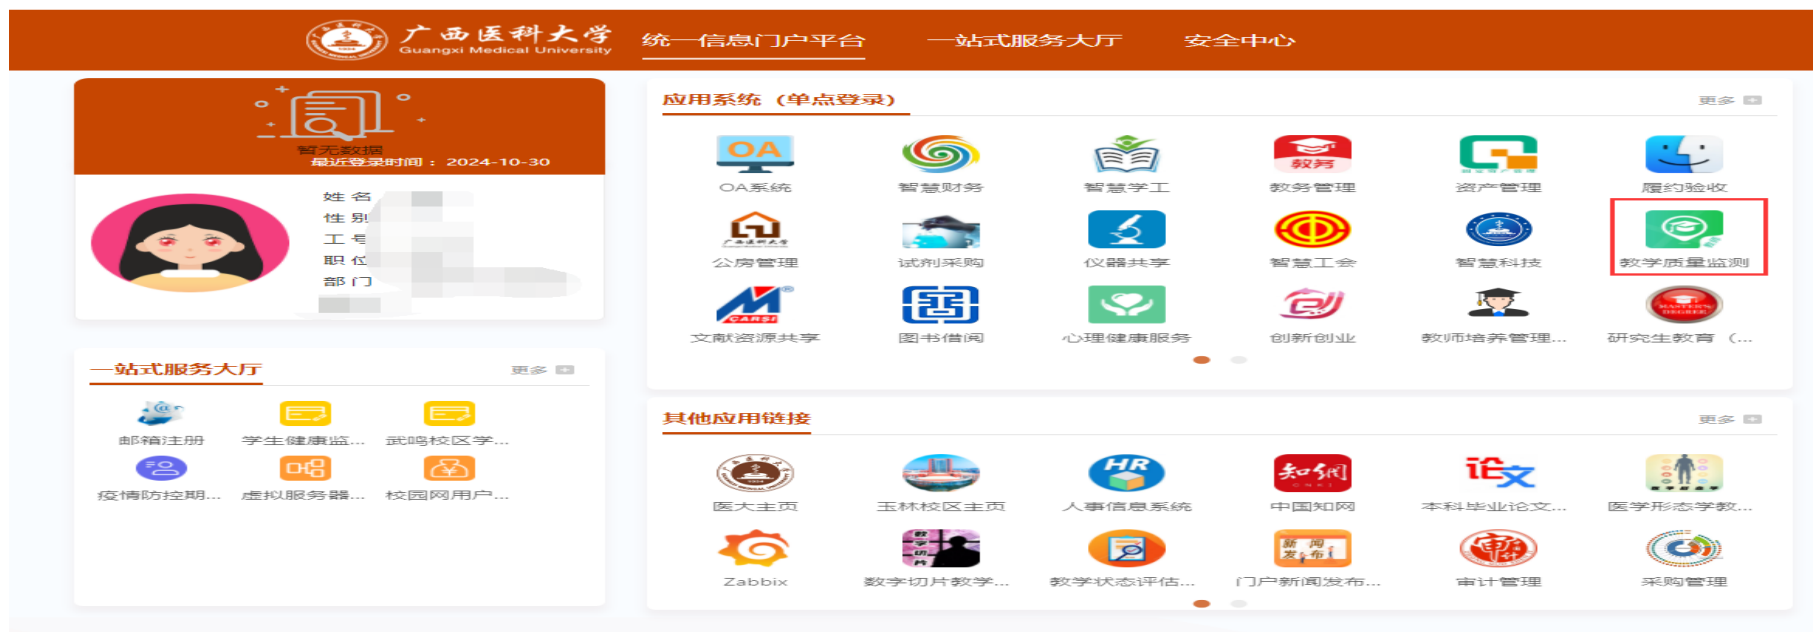 广西医科大学
Guangxi Medical University
统一信息门户平台 一站式服务大厅 安全中心
暂无数据
最近登录时间：2024-10-30
姓 名
性 别
工 号
职 位
部 门
一站式服务大厅 更多
邮箱注册 学生健康监... 武鸣校区学...
疫情防控期... 虚拟服务器... 校园网用户...
应用系统（单点登录） 更多
OA
教务
OA系统 智慧财务 智慧学工 教务管理 资产管理 履约验收
广西医科大学
公房管理 试剂采购 仪器共享 智慧工会 智慧科技 教学质量监测
CARSI
MASTER'S DEGREE
文献资源共享 图书借阅 心理健康服务 创新创业 教师培养管理... 研究生教育（...
其他应用链接 更多
HR
知网
CNKI
论文
医大主页 玉林校区主页 人事信息系统 中国知网 本科毕业论文... 医学形态学教...
数字切片
新闻发布
审计
Zabbix 数字切片教学... 教学状态评估... 门户新闻发布... 审计管理 采购管理